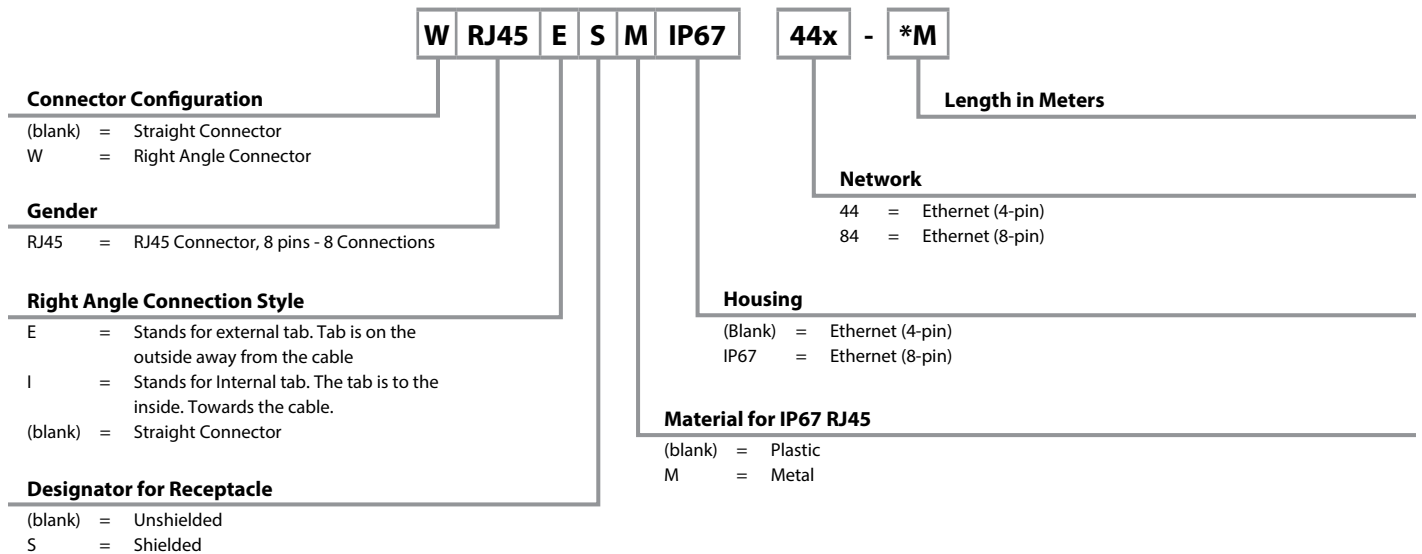 W RJ45 E S M IP67 44x - *M
Connector Configuration
(blank) = Straight Connector
W = Right Angle Connector
Gender
RJ45 = RJ45 Connector, 8 pins - 8 Connections
Right Angle Connection Style
E = Stands for external tab. Tab is on the
outside away from the cable
I = Stands for Internal tab. The tab is to the
inside. Towards the cable.
(blank) = Straight Connector
Designator for Receptacle
(blank) = Unshielded
S = Shielded
Length in Meters
Network
44 = Ethernet (4-pin)
84 = Ethernet (8-pin)
Housing
(Blank) = Ethernet (4-pin)
IP67 = Ethernet (8-pin)
Material for IP67 RJ45
(blank) = Plastic
M = Metal